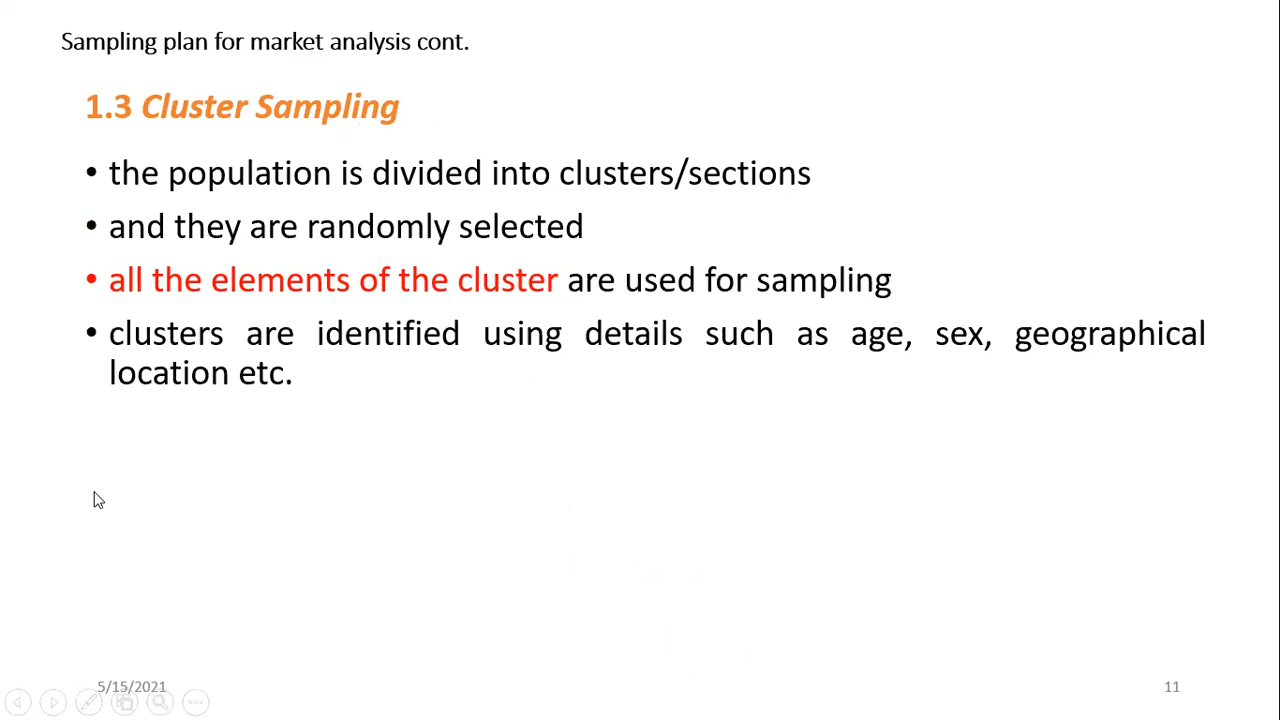 Sampling plan for market analysis cont.
1.3 Cluster Sampling
• the population is divided into clusters/sections
• and they are randomly selected
• all the elements of the cluster are used for sampling
• clusters are identified using details such as age, sex, geographical
location etc.
5/15/2021
11